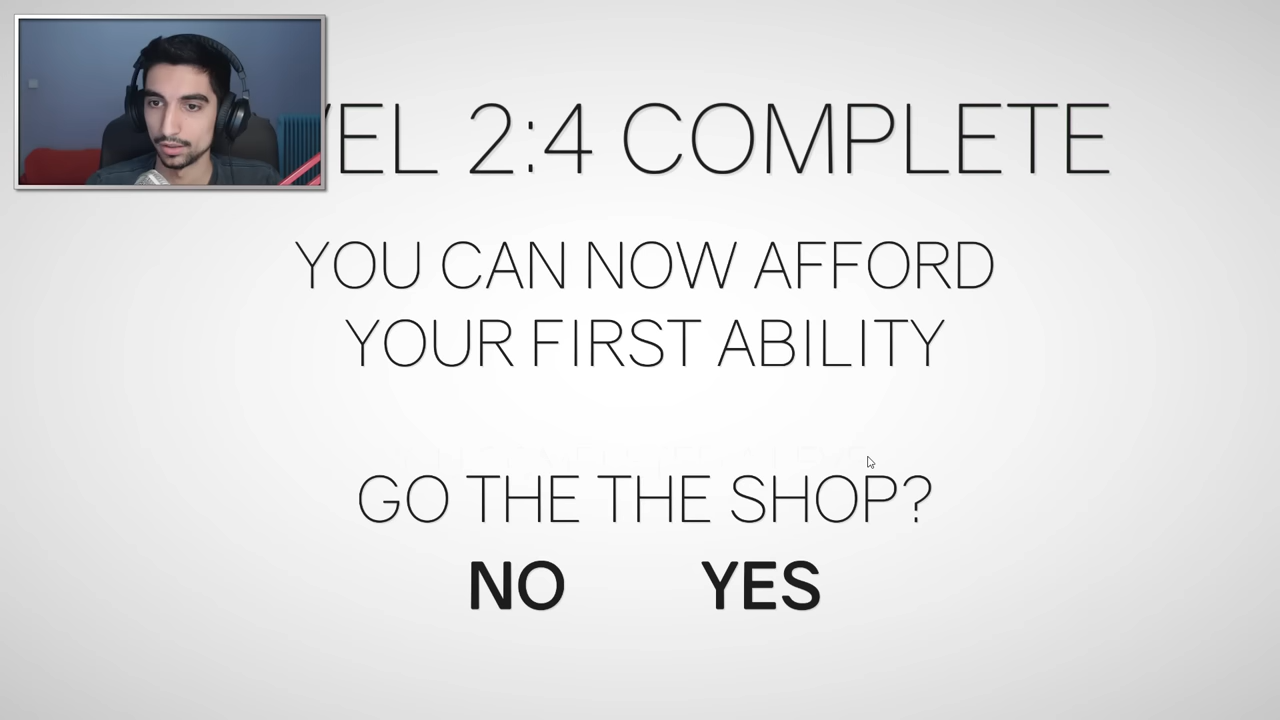 VEL 2:4 COMPLETE
YOU CAN NOW AFFORD
YOUR FIRST ABILITY
GO THE THE SHOP?
NO YES